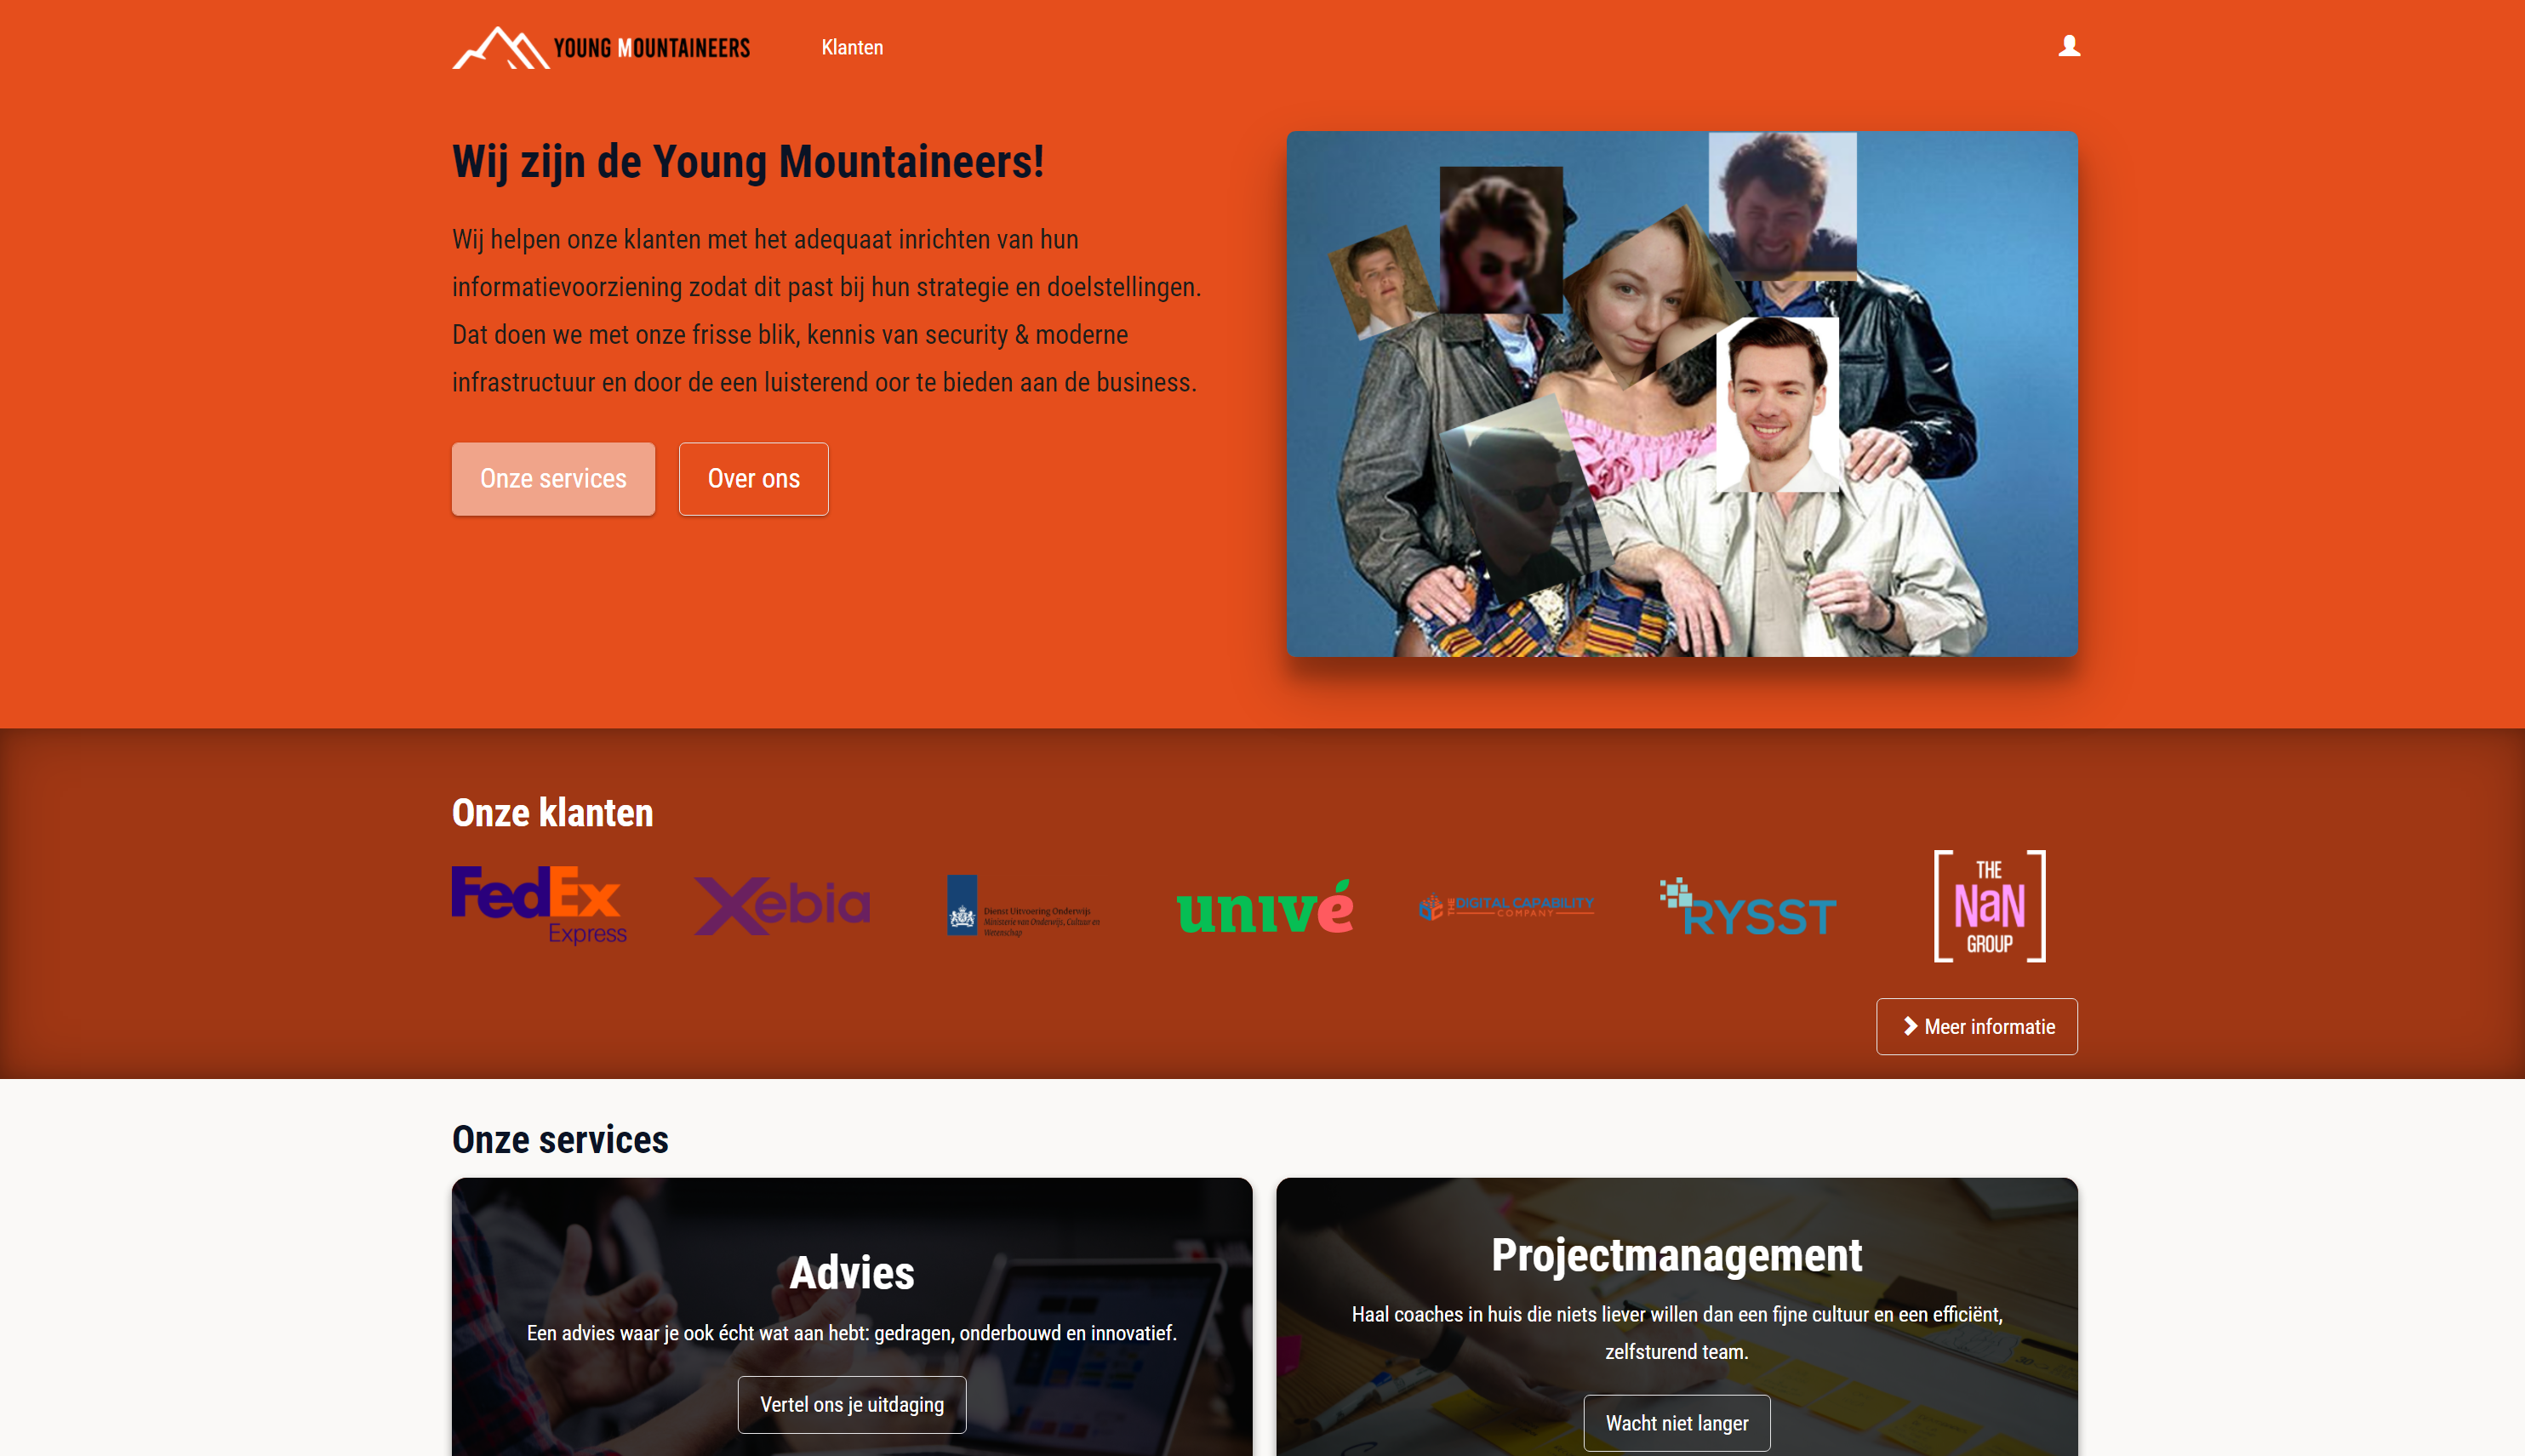 YOUNG MOUNTAINEERS
Klanten
Wij zijn de Young Mountaineers!
Wij helpen onze klanten met het adequaat inrichten van hun
informatievoorziening zodat dit past bij hun strategie en doelstellingen.
Dat doen we met onze frisse blik, kennis van security & moderne
infrastructuur en door de een luisterend oor te bieden aan de business.
Onze services
Over ons
Onze klanten
FedEx
Express
Xebia
Dienst Uitvoering Onderwijs
Ministerie van Onderwijs, Cultuur en
Wetenschap
univé
THE DIGITAL CAPABILITY
COMPANY
RYSST
THE
NaN
GROUP
Meer informatie
Onze services
Advies
Een advies waar je ook écht wat aan hebt: gedragen, onderbouwd en innovatief.
Vertel ons je uitdaging
Projectmanagement
Haal coaches in huis die niets liever willen dan een fijne cultuur en een efficiënt,
zelfsturend team.
Wacht niet langer